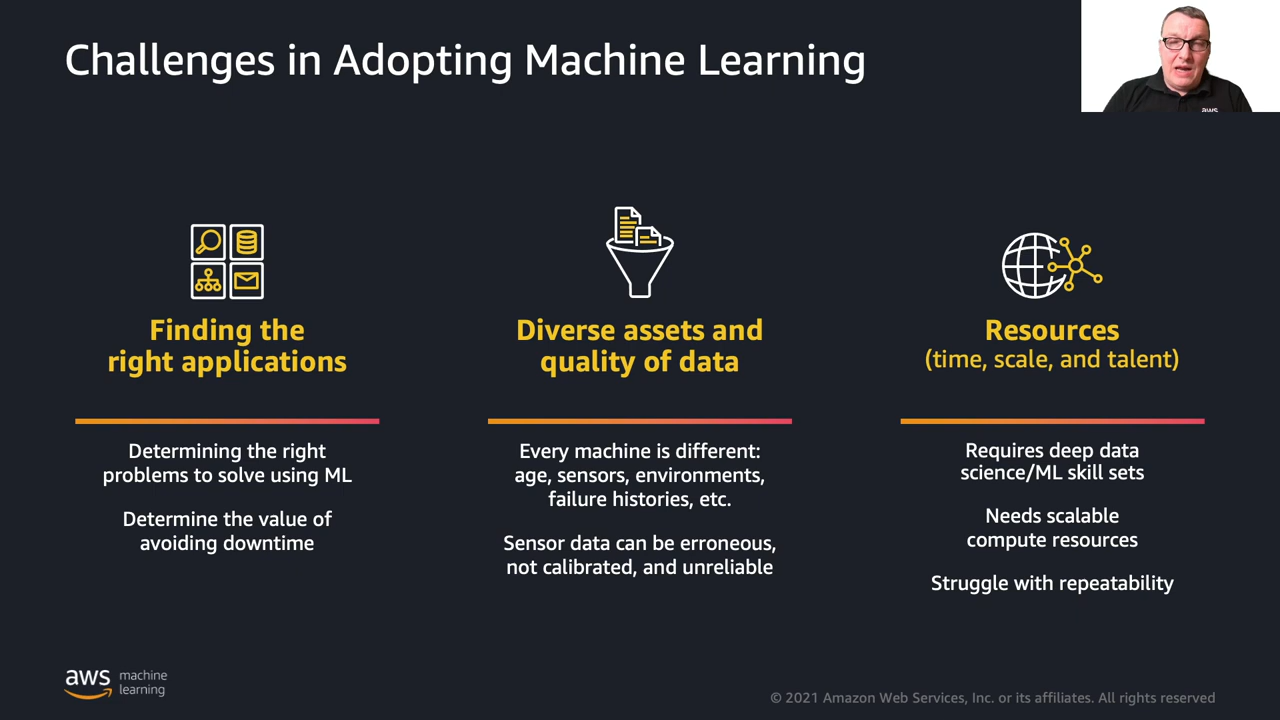 Challenges in Adopting Machine Learning
aws
Finding the
right applications
Determining the right
problems to solve using ML
Determine the value of
avoiding downtime
Diverse assets and
quality of data
Every machine is different:
age, sensors, environments,
failure histories, etc.
Sensor data can be erroneous,
not calibrated, and unreliable
Resources
(time, scale, and talent)
Requires deep data
science/ML skill sets
Needs scalable
compute resources
Struggle with repeatability
aws machine
learning
© 2021 Amazon Web Services, Inc. or its affiliates. All rights reserved